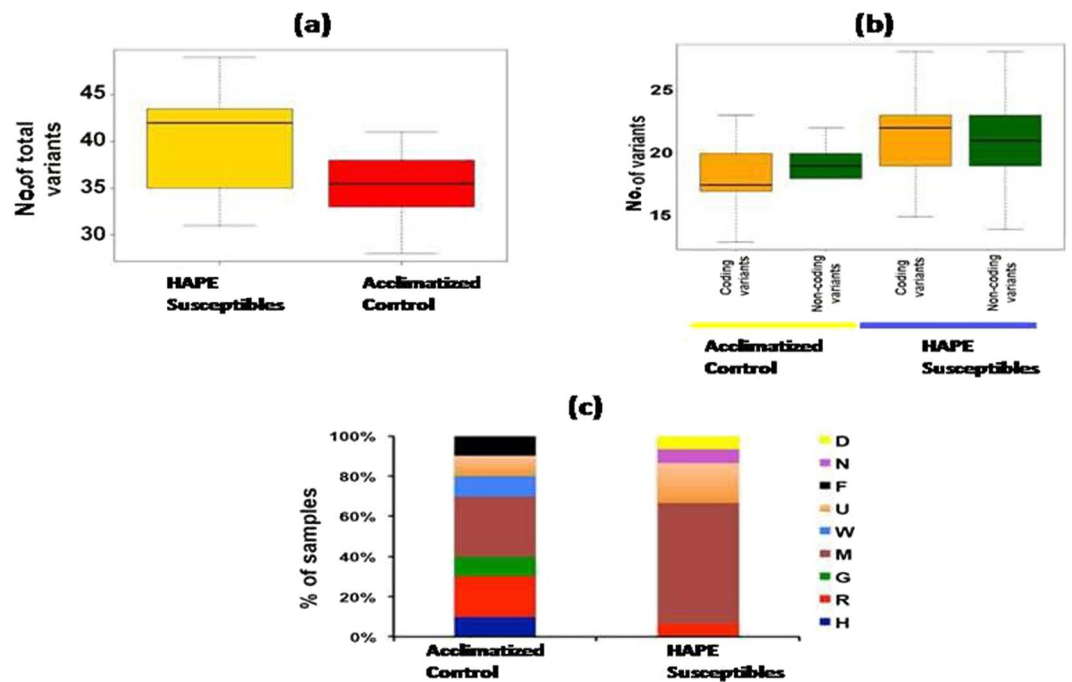 (a)
No.of total
variants
45
40
35
30
HAPE
Susceptibles
Acclimatized
Control
(b)
No. of variants
25
20
15
Coding
variants
Non-coding
variants
Coding
variants
Non-coding
variants
Acclimatized
Control
HAPE
Susceptibles
(c)
% of samples
100%
80%
60%
40%
20%
0%
Acclimatized
Control
HAPE
Susceptibles
D
N
F
U
W
M
G
R
H